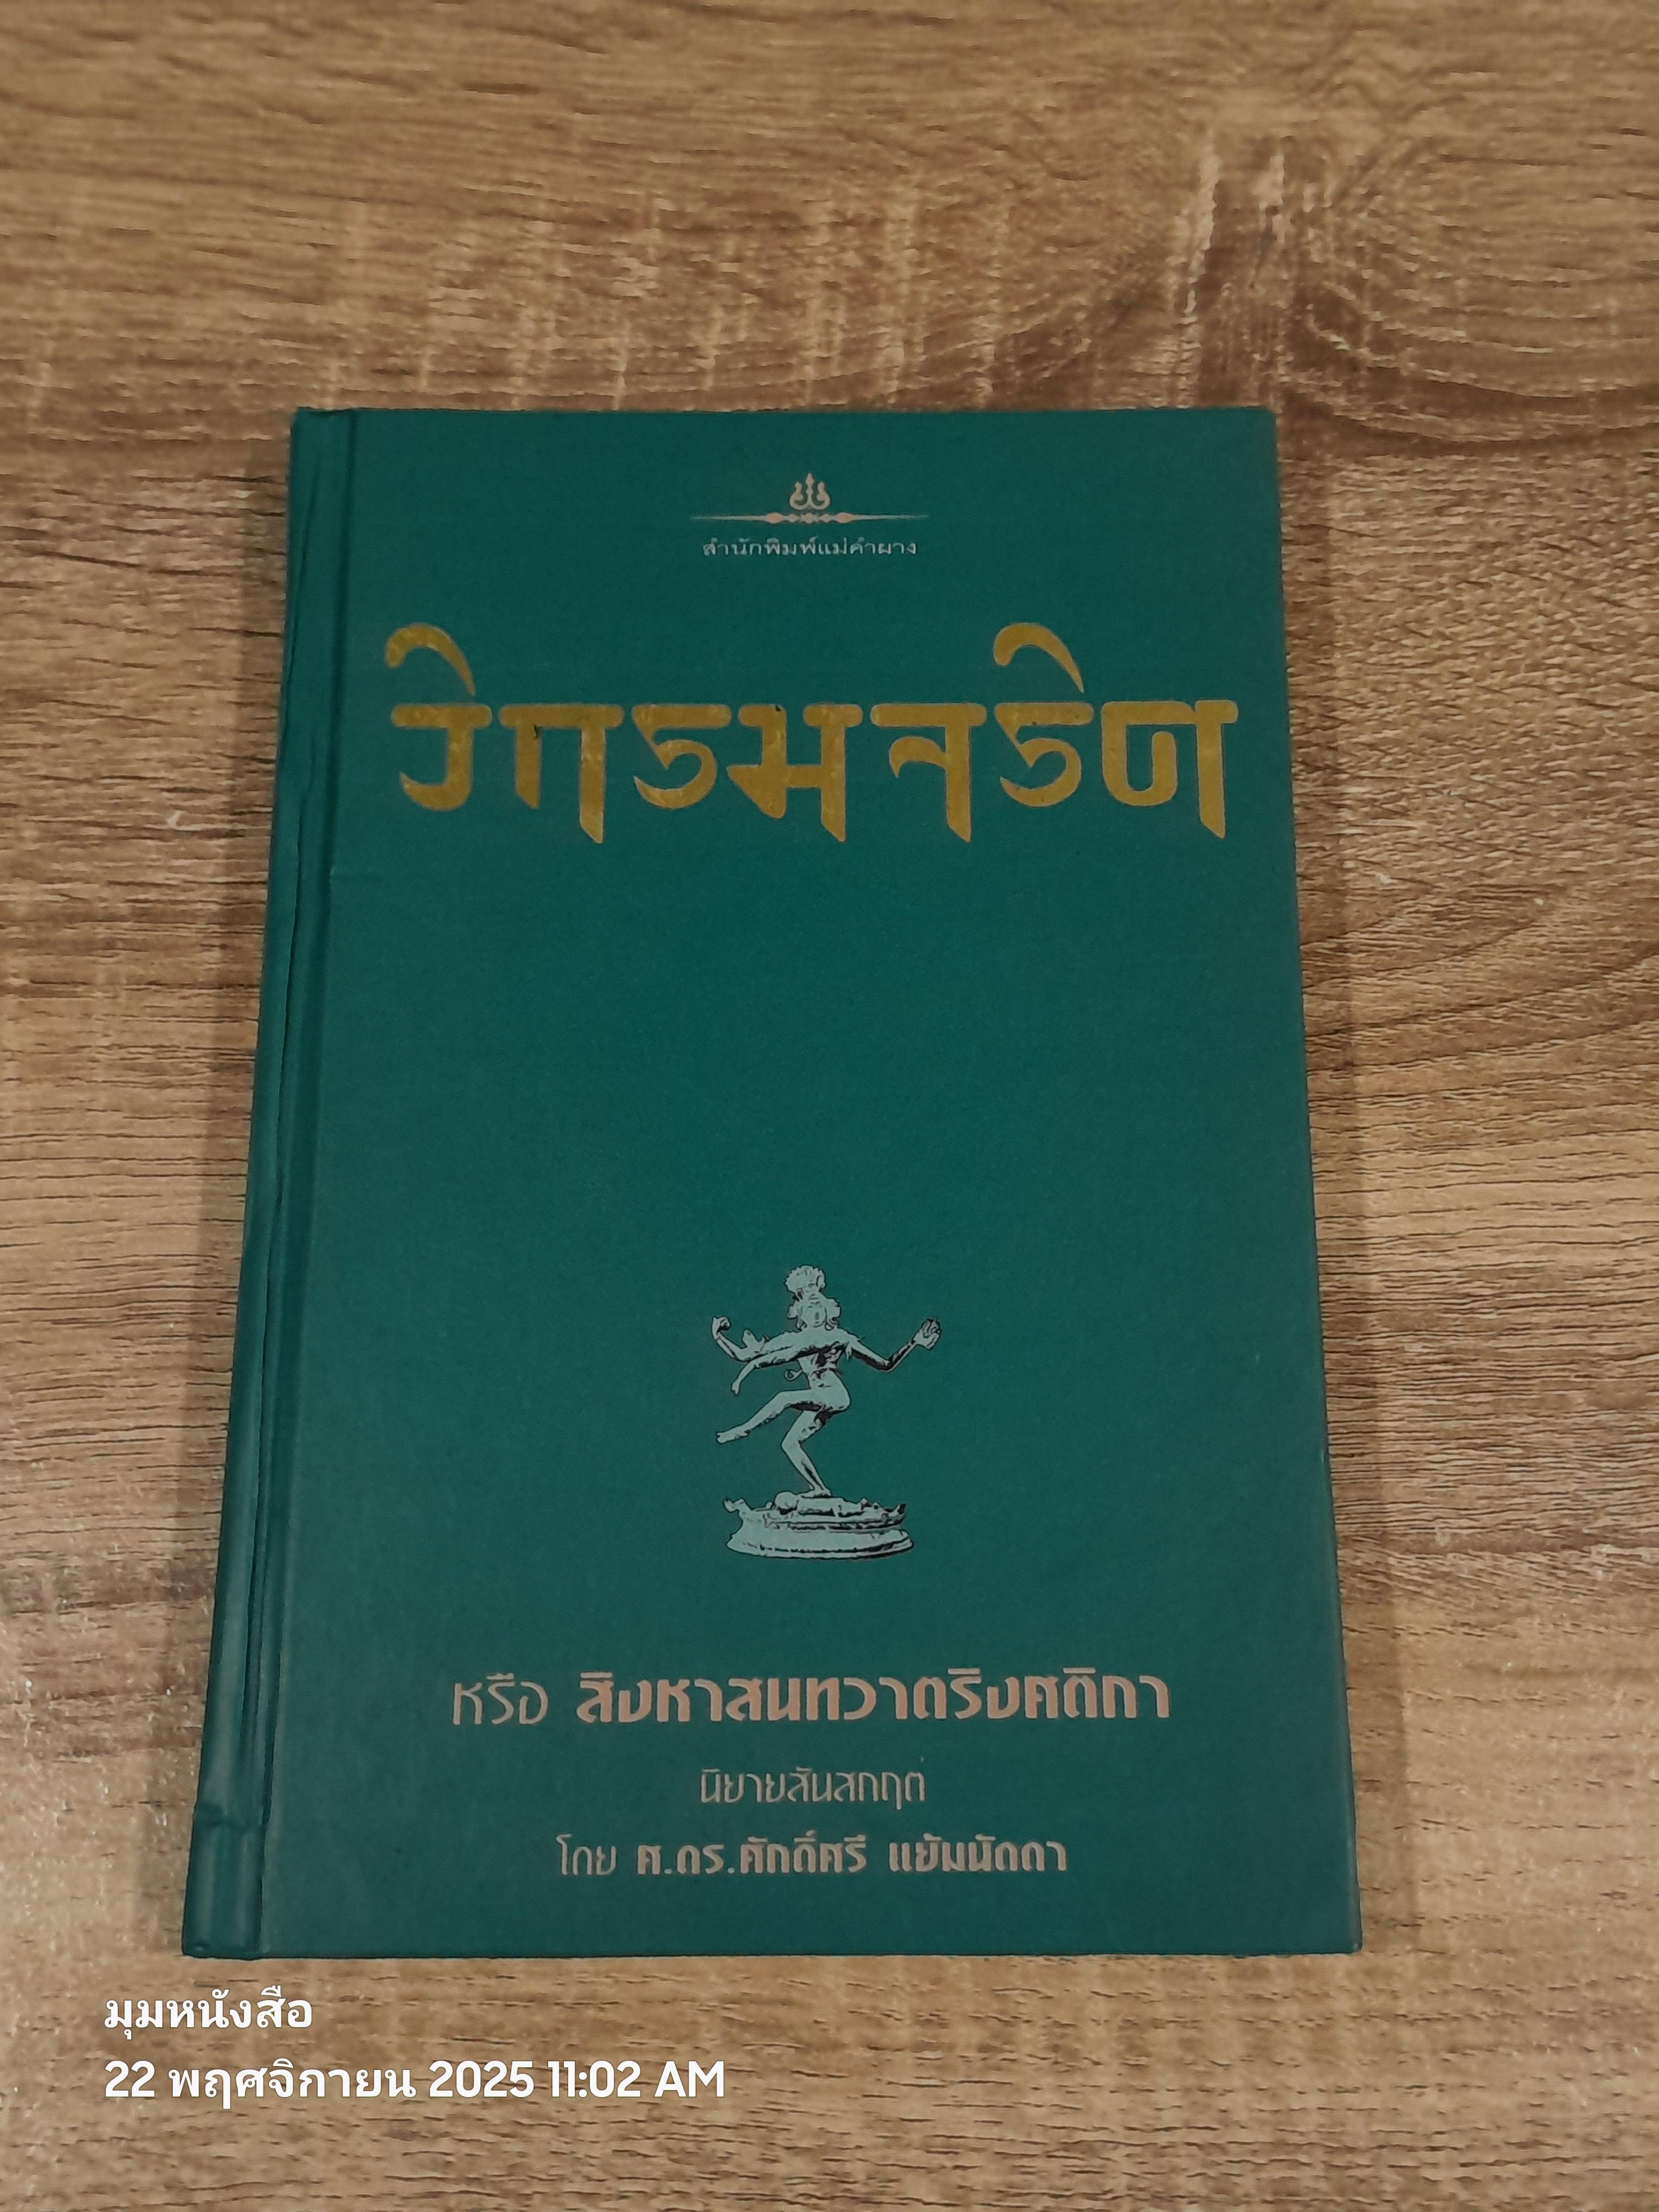 สำนักพิมพ์แม่คำผาง
วิกรมจริต
หรือ สิงหาสนทวาตริงศติกา
นิยายสันสกฤต
โดย ศ.ดร.ศักดิ์ศรี แย้มนัดดา
มุมหนังสือ
22 พฤศจิกายน 2025 11:02 AM